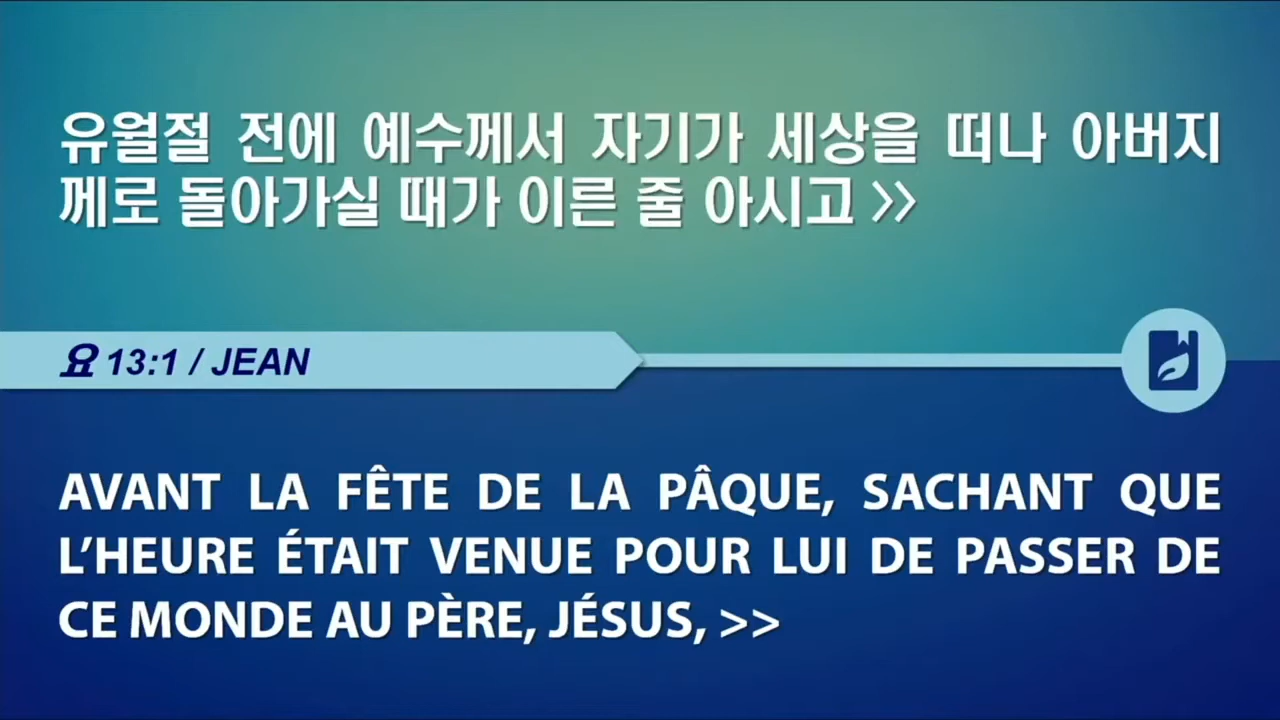 유월절 전에 예수께서 자기가 세상을 떠나 아버지
께로 돌아가실 때가 이른 줄 아시고 >>
요 13:1 / JEAN
AVANT LA FÊTE DE LA PÂQUE, SACHANT QUE
L’HEURE ÉTAIT VENUE POUR LUI DE PASSER DE
CE MONDE AU PÈRE, JÉSUS, >>